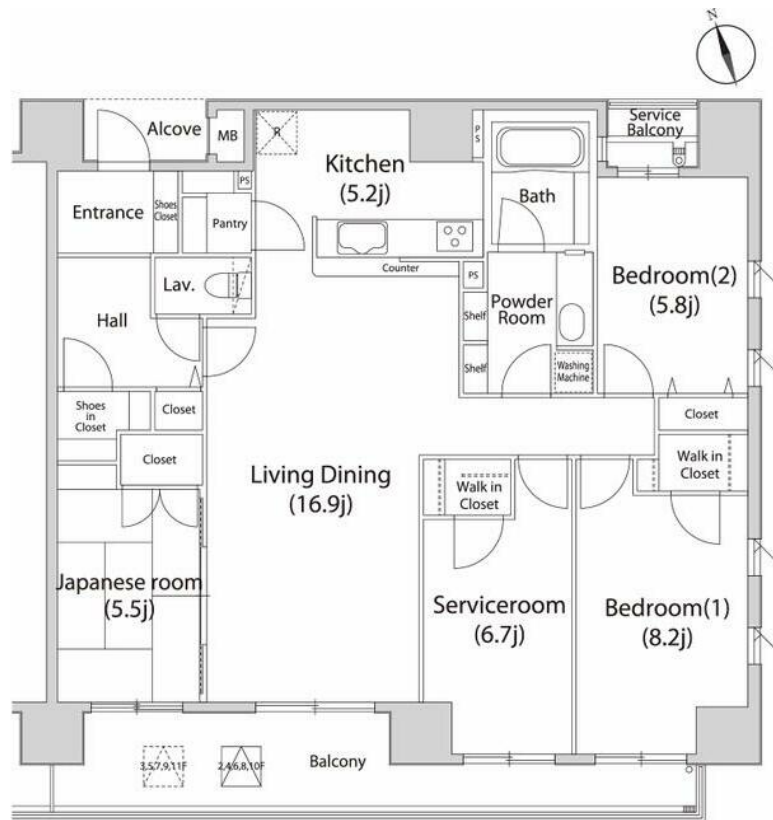 N
Alcove
MB
R
Kitchen
(5.2j)
PS
Service
Balcony
Bath
Entrance
Shoes
Closet
PS
Pantry
Counter
Lav.
Hall
PS
Shelf
Shelf
Powder
Room
Washing
Machine
Bedroom(2)
(5.8j)
Shoes
in
Closet
Closet
Closet
Closet
Walk in
Closet
Living Dining
(16.9j)
Walk in
Closet
Japanese room
(5.5j)
Serviceroom
(6.7j)
Bedroom(1)
(8.2j)
3,5,7,9,11F
2,4,6,8,10F
Balcony